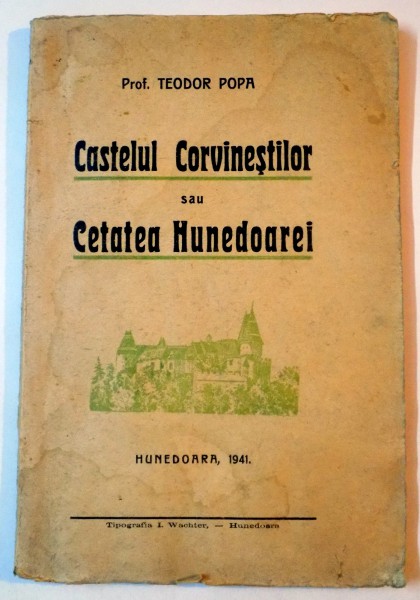 Prof. TEODOR POPA
Castelul Corvineştilor
sau
Cetatea Hunedoarei
HUNEDOARA, 1941.
Tipografia I. Wachter, — Hunedoara